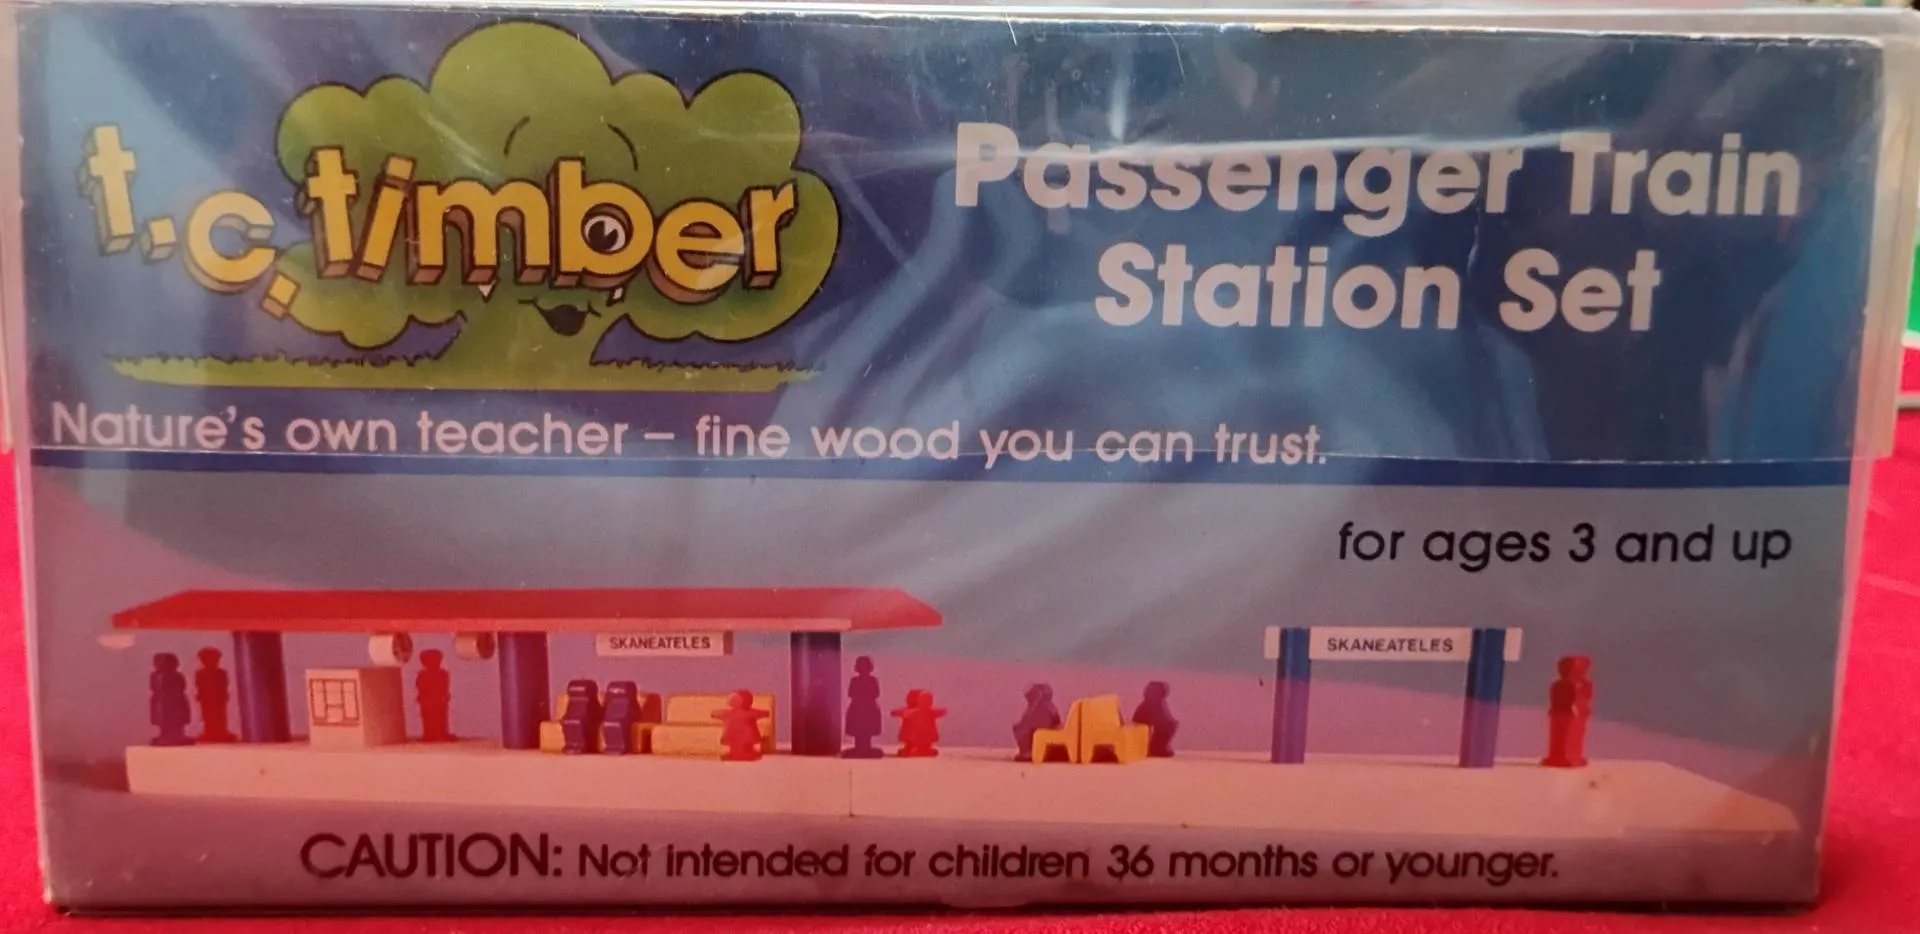 t.c. timber
Passenger Train
Station Set
Nature's own teacher – fine wood you can trust.
for ages 3 and up
SKANEATELES
SKANEATELES
CAUTION: Not intended for children 36 months or younger.